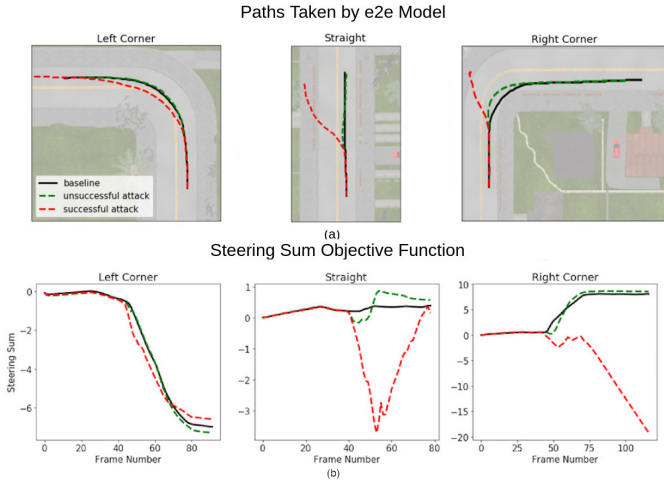 Paths Taken by e2e Model
Left Corner
Straight
Right Corner
baseline
unsuccessful attack
successful attack
(a)
Steering Sum Objective Function
Left Corner
Straight
Right Corner
Steering Sum
0
−2
−4
−6
0 20 40 60 80
Frame Number
1
0
−1
−2
−3
0 20 40 60 80
Frame Number
10
5
0
−5
−10
−15
−20
0 25 50 75 100
Frame Number
(b)